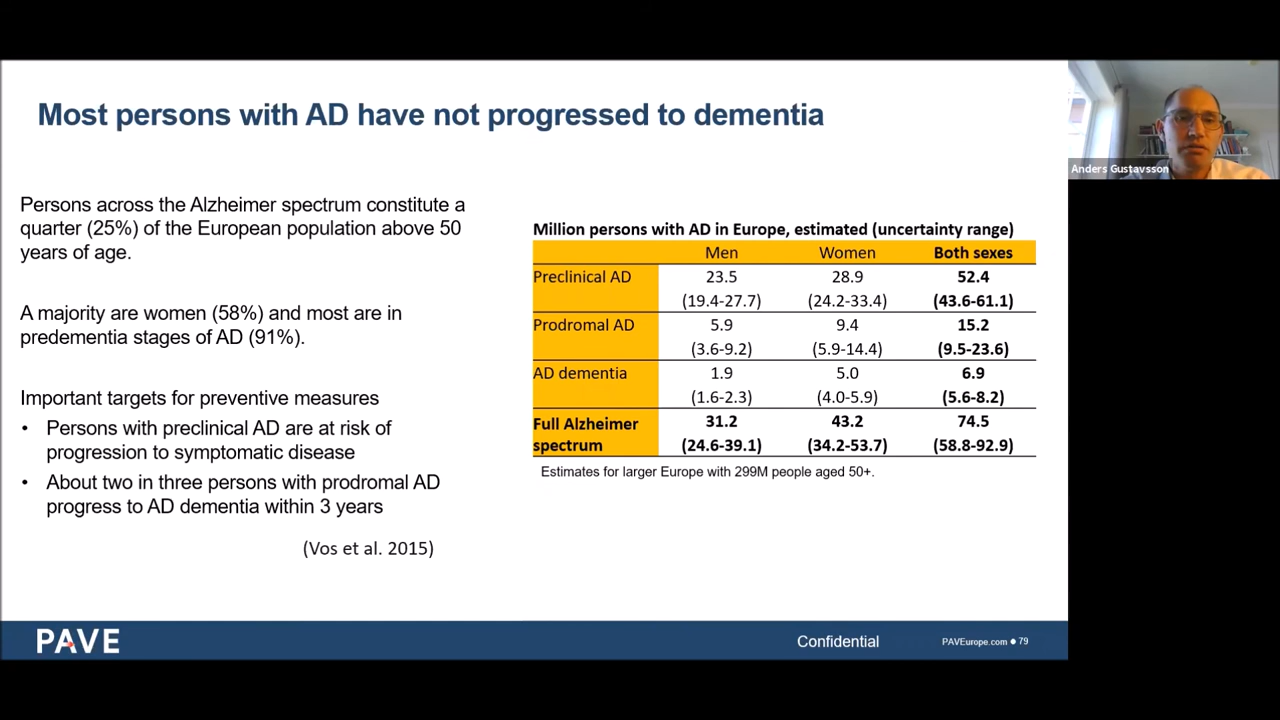 Most persons with AD have not progressed to dementia
Anders Gustavsson
Persons across the Alzheimer spectrum constitute a
quarter (25%) of the European population above 50
years of age.
A majority are women (58%) and most are in
predementia stages of AD (91%).
Important targets for preventive measures
• Persons with preclinical AD are at risk of
progression to symptomatic disease
• About two in three persons with prodromal AD
progress to AD dementia within 3 years
(Vos et al. 2015)
Million persons with AD in Europe, estimated (uncertainty range)
Men Women Both sexes
Preclinical AD 23.5 28.9 52.4
(19.4-27.7) (24.2-33.4) (43.6-61.1)
Prodromal AD 5.9 9.4 15.2
(3.6-9.2) (5.9-14.4) (9.5-23.6)
AD dementia 1.9 5.0 6.9
(1.6-2.3) (4.0-5.9) (5.6-8.2)
Full Alzheimer 31.2 43.2 74.5
spectrum (24.6-39.1) (34.2-53.7) (58.8-92.9)
Estimates for larger Europe with 299M people aged 50+.
PAVE
Confidential
PAVEurope.com ● 79